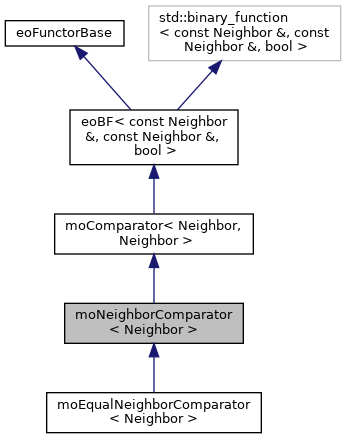 eoFunctorBase
std::binary_function
< const Neighbor &, const
Neighbor &, bool >
eoBF< const Neighbor
&, const Neighbor &,
bool >
moComparator< Neighbor,
Neighbor >
moNeighborComparator
< Neighbor >
moEqualNeighborComparator
< Neighbor >